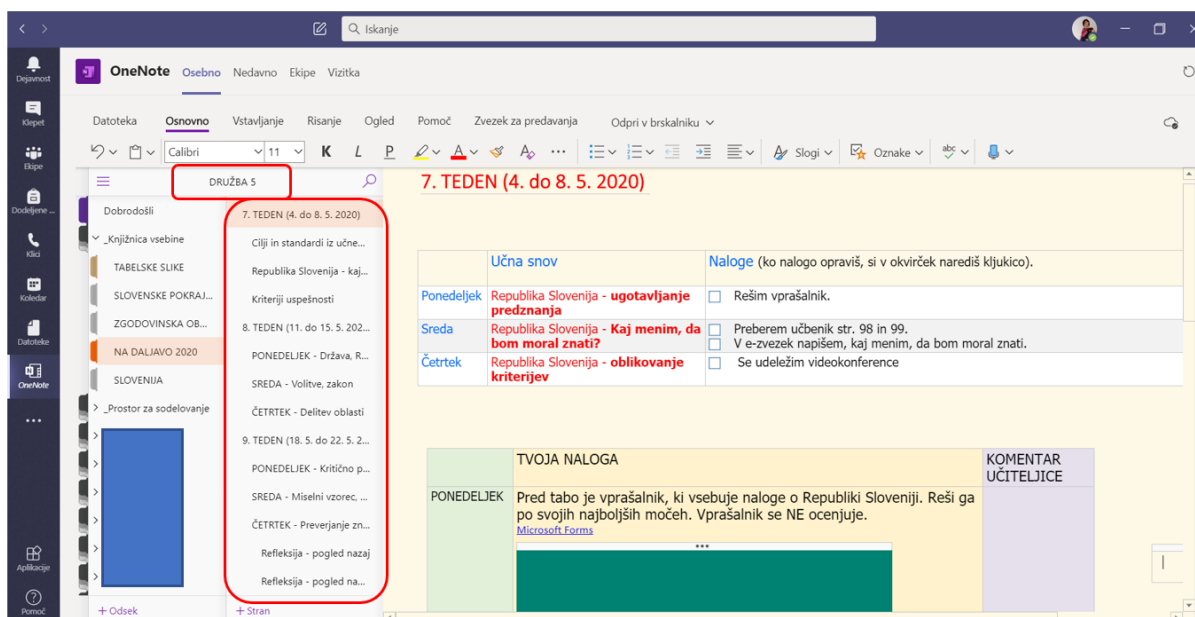 Iskanje
Dejavnost
Klepet
Ekipe
Dodeljene ...
Klici
Koledar
Datoteke
OneNote
Aplikacije
Pomoč
OneNote Osebno Nedavno Ekipe Vizitka
Datoteka Osnovno Vstavljanje Risanje Ogled Pomoč Zvezek za predavanja Odpri v brskalniku
Calibri 11 K L P A A Slogi Oznake abc
DRUŽBA 5
Dobrodošli
_Knjižnica vsebine
TABELSKE SLIKE
SLOVENSKE POKRAJ...
ZGODOVINSKA OB...
NA DALJAVO 2020
SLOVENIJA
_Prostor za sodelovanje
+ Odsek
7. TEDEN (4. do 8. 5. 2020)
Cilji in standardi iz učne...
Republika Slovenija - kaj...
Kriteriji uspešnosti
8. TEDEN (11. do 15. 5. 202...
PONEDELJEK - Država, R...
SREDA - Volitve, zakon
ČETRTEK - Delitev oblasti
9. TEDEN (18. 5. do 22. 5. 2...
PONEDELJEK - Kritično p...
SREDA - Miselni vzorec, ...
ČETRTEK - Preverjanje zn...
Refleksija - pogled nazaj
Refleksija - pogled na...
+ Stran
7. TEDEN (4. do 8. 5. 2020)
Učna snov Naloge (ko nalogo opraviš, si v okvirček narediš kljukico).
Ponedeljek Republika Slovenija - ugotavljanje Rešim vprašalnik.
predznanja
Sreda Republika Slovenija - Kaj menim, da Preberem učbenik str. 98 in 99.
bom moral znati? V e-zvezek napišem, kaj menim, da bom moral znati.
Četrtek Republika Slovenija - oblikovanje Se udeležim videokonference
kriterijev
TVOJA NALOGA KOMENTAR
UČITELJICE
PONEDELJEK Pred tabo je vprašalnik, ki vsebuje naloge o Republiki Sloveniji. Reši ga
po svojih najboljših močeh. Vprašalnik se NE ocenjuje.
Microsoft Forms